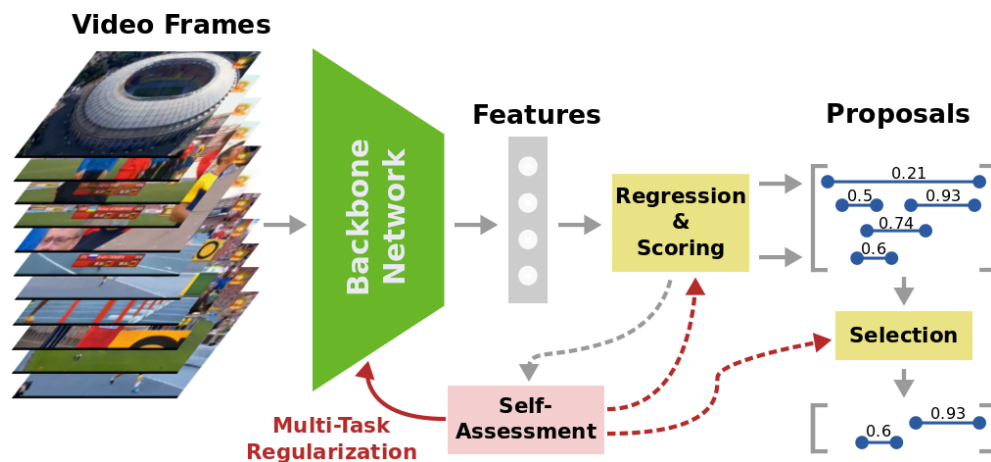 Video Frames
Backbone
Network
Features
Regression
&
Scoring
Proposals
0.21
0.5
0.93
0.74
0.6
Selection
0.93
0.6
Self-
Assessment
Multi-Task
Regularization